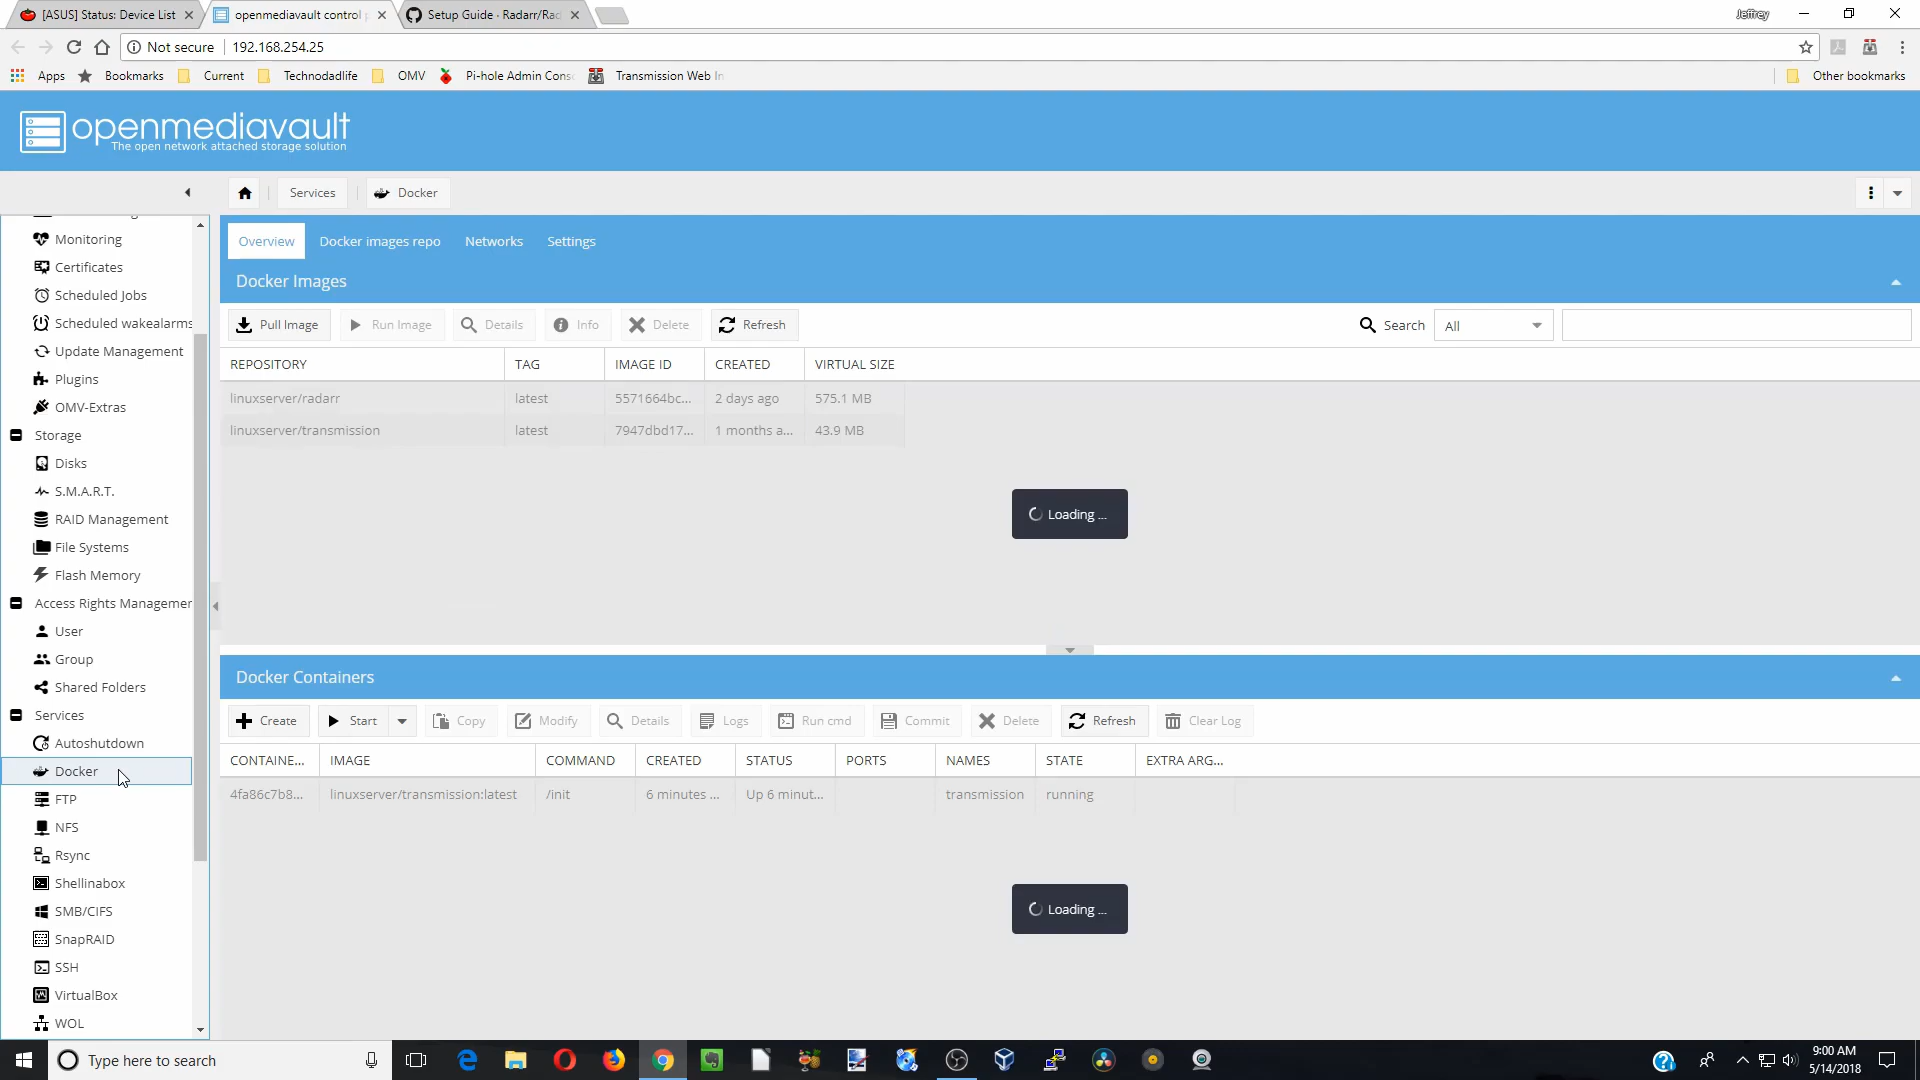 [ASUS] Status: Device List
openmediavault control p
Setup Guide · Radarr/Rad
Jeffrey
Not secure
192.168.254.25
Apps
Bookmarks
Current
Technodadlife
OMV
Pi-hole Admin Conso
Transmission Web In
Other bookmarks
openmediavault
The open network attached storage solution
Services
Docker
Monitoring
Certificates
Scheduled Jobs
Scheduled wakealarms
Update Management
Plugins
OMV-Extras
Storage
Disks
S.M.A.R.T.
RAID Management
File Systems
Flash Memory
Access Rights Managemen
User
Group
Shared Folders
Services
Autoshutdown
Docker
FTP
NFS
Rsync
Shellinabox
SMB/CIFS
SnapRAID
SSH
VirtualBox
WOL
Overview
Docker images repo
Networks
Settings
Docker Images
Pull Image
Run Image
Details
Info
Delete
Refresh
Search
All
REPOSITORY
TAG
IMAGE ID
CREATED
VIRTUAL SIZE
linuxserver/radarr
latest
5571664bc...
2 days ago
575.1 MB
linuxserver/transmission
latest
7947dbd17...
1 months a...
43.9 MB
Loading ...
Docker Containers
Create
Start
Copy
Modify
Details
Logs
Run cmd
Commit
Delete
Refresh
Clear Log
CONTAINE...
IMAGE
COMMAND
CREATED
STATUS
PORTS
NAMES
STATE
EXTRA ARG...
4fa86c7b8...
linuxserver/transmission:latest
/init
6 minutes ...
Up 6 minut...
transmission
running
Loading ...
Type here to search
9:00 AM
5/14/2018